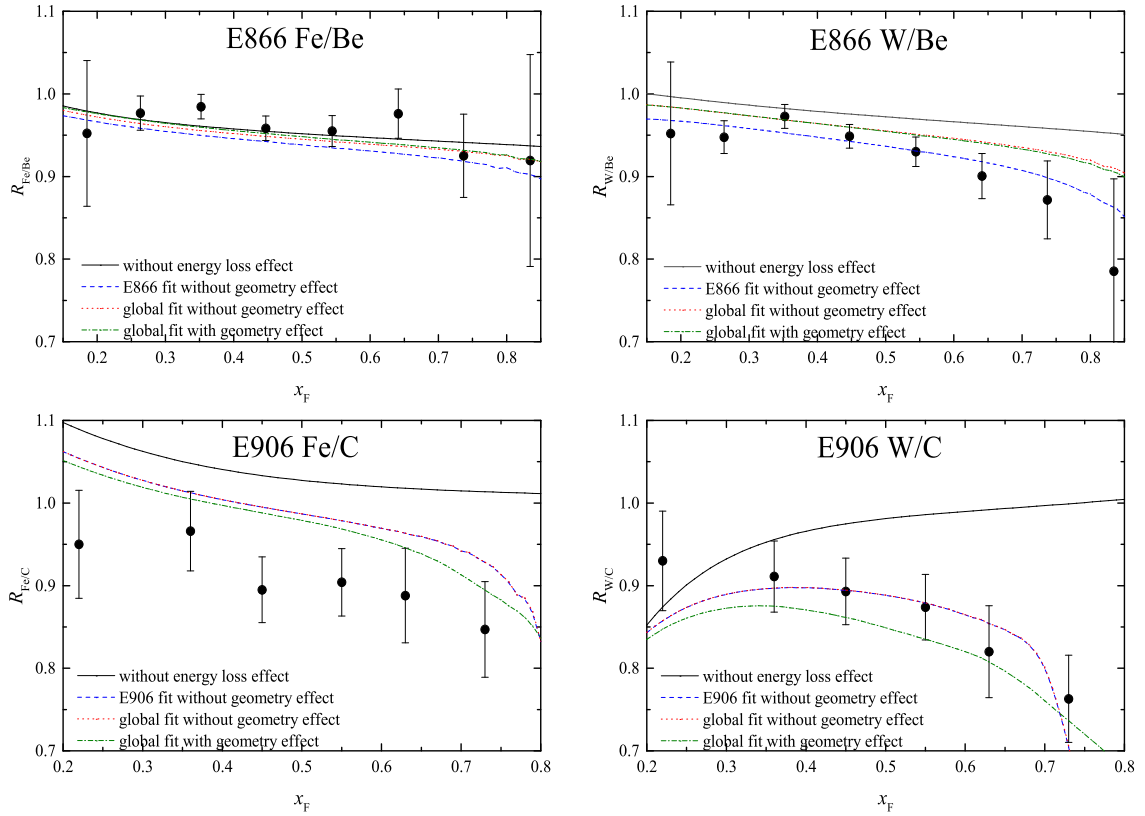 E866 Fe/Be
1.1
1.0
0.9
0.8
0.7
R Fe/Be
without energy loss effect
E866 fit without geometry effect
global fit without geometry effect
global fit with geometry effect
0.2 0.3 0.4 0.5 0.6 0.7 0.8
xF
E866 W/Be
1.1
1.0
0.9
0.8
0.7
R W/Be
without energy loss effect
E866 fit without geometry effect
global fit without geometry effect
global fit with geometry effect
0.2 0.3 0.4 0.5 0.6 0.7 0.8
xF
E906 Fe/C
1.1
1.0
0.9
0.8
0.7
R Fe/C
without energy loss effect
E906 fit without geometry effect
global fit without geometry effect
global fit with geometry effect
0.2 0.3 0.4 0.5 0.6 0.7 0.8
xF
E906 W/C
1.1
1.0
0.9
0.8
0.7
R W/C
without energy loss effect
E906 fit without geometry effect
global fit without geometry effect
global fit with geometry effect
0.2 0.3 0.4 0.5 0.6 0.7 0.8
xF